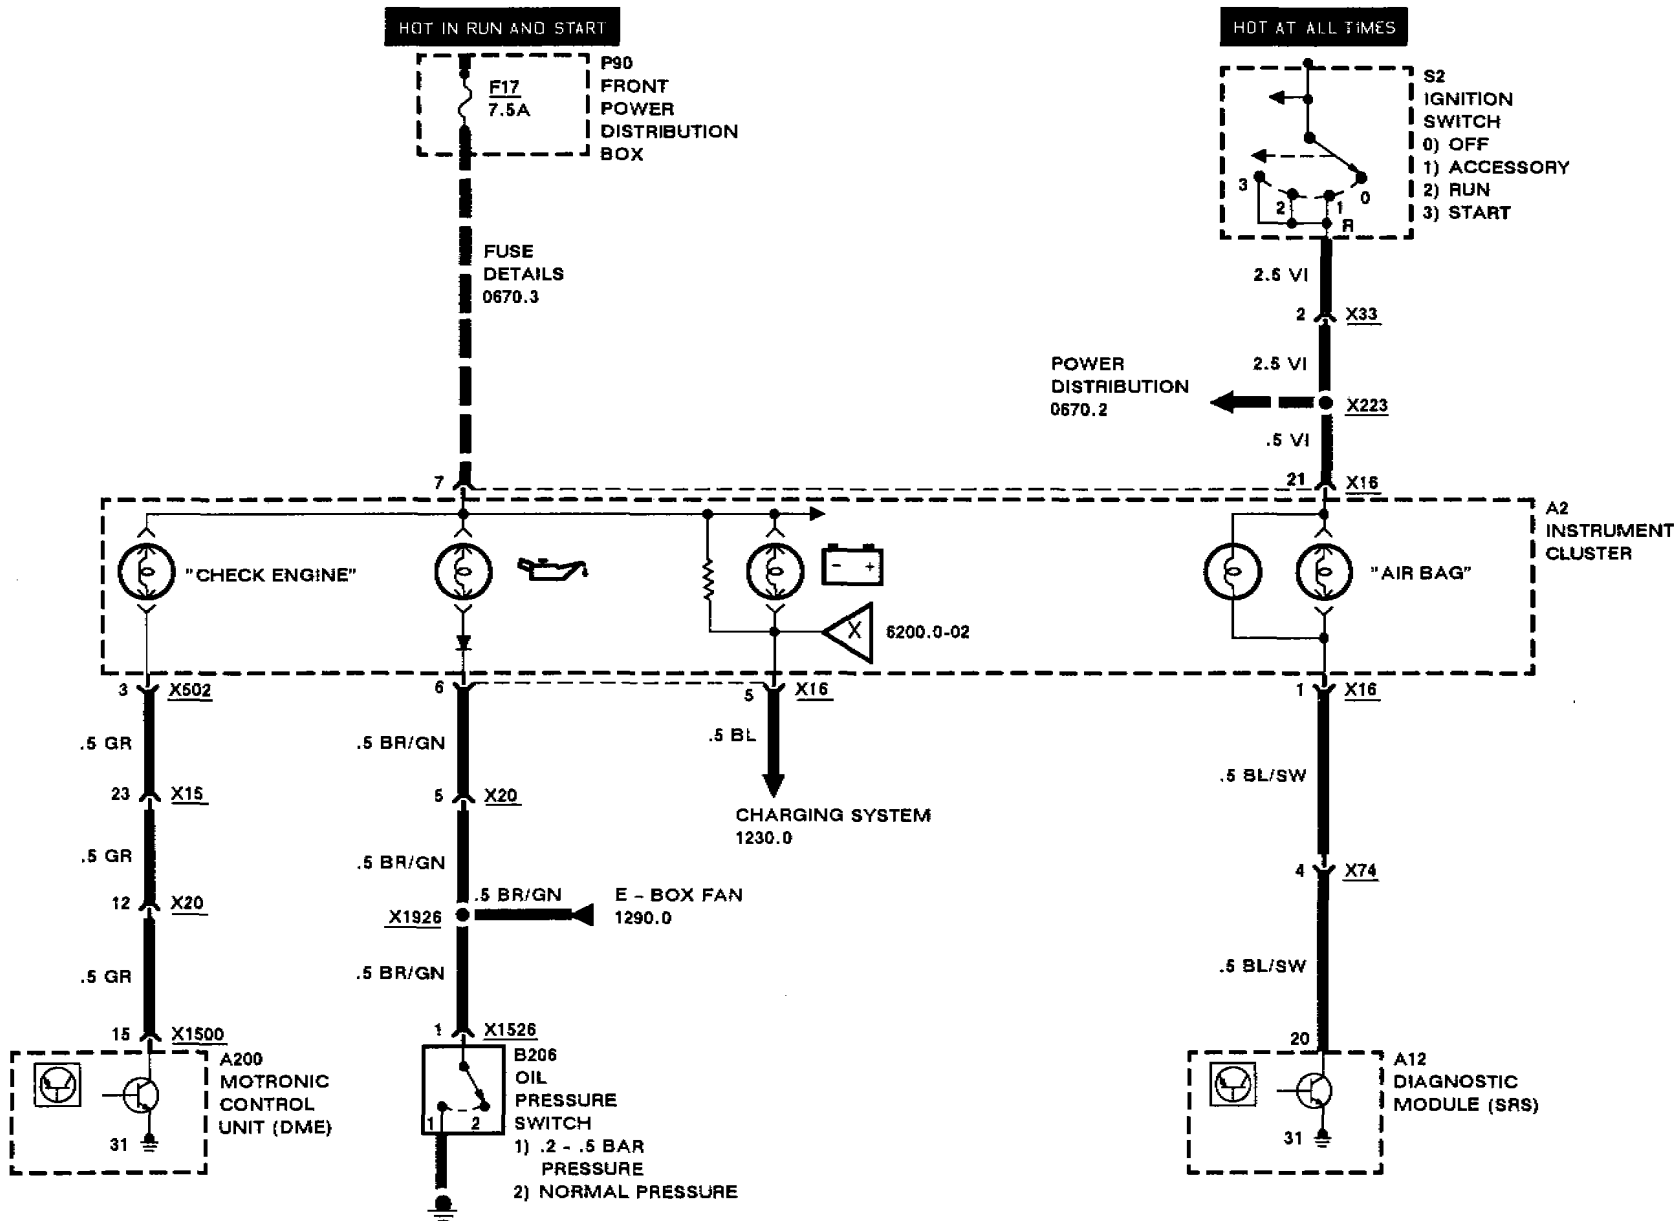 HOT IN RUN AND START
HOT AT ALL TIMES
F17
7.5A
P90
FRONT
POWER
DISTRIBUTION
BOX
S2
IGNITION
SWITCH
0) OFF
1) ACCESSORY
2) RUN
3) START
3
2
1
0
R
FUSE
DETAILS
0670.3
2.5 VI
2
X33
2.5 VI
POWER
DISTRIBUTION
0670.2
X223
.5 VI
7
21
X16
A2
INSTRUMENT
CLUSTER
"CHECK ENGINE"
- +
"AIR BAG"
X
6200.0-02
3
X502
6
5
X16
1
X16
.5 GR
.5 BR/GN
.5 BL
.5 BL/SW
23
X15
5
X20
CHARGING SYSTEM
1230.0
.5 GR
.5 BR/GN
4
X74
12
X20
.5 BR/GN
E - BOX FAN
1290.0
X1926
.5 GR
.5 BR/GN
.5 BL/SW
15
X1500
1
X1526
20
A200
MOTRONIC
CONTROL
UNIT (DME)
31
B206
OIL
PRESSURE
SWITCH
1) .2 - .5 BAR
PRESSURE
2) NORMAL PRESSURE
1
2
A12
DIAGNOSTIC
MODULE (SRS)
31